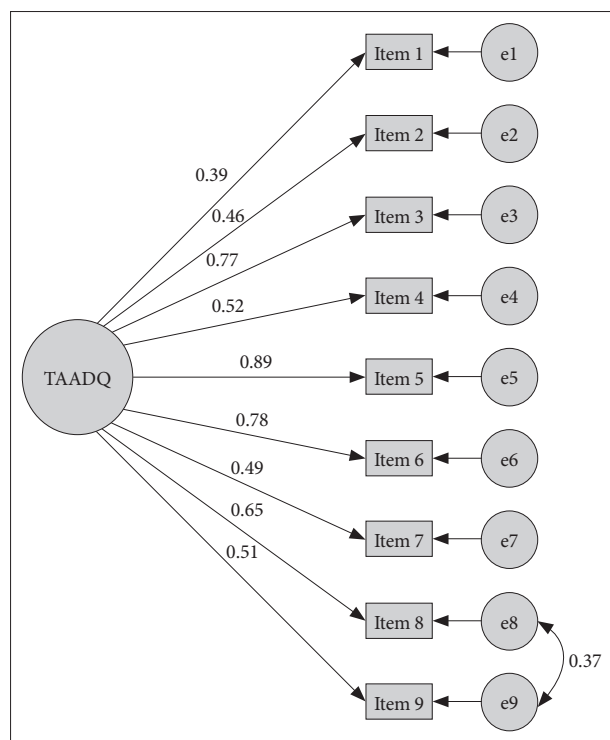 Item 1
e1
Item 2
e2
0.39
0.46
Item 3
e3
0.77
Item 4
e4
0.52
TAADQ
0.89
Item 5
e5
0.78
Item 6
e6
0.49
0.65
Item 7
e7
0.51
Item 8
e8
0.37
Item 9
e9